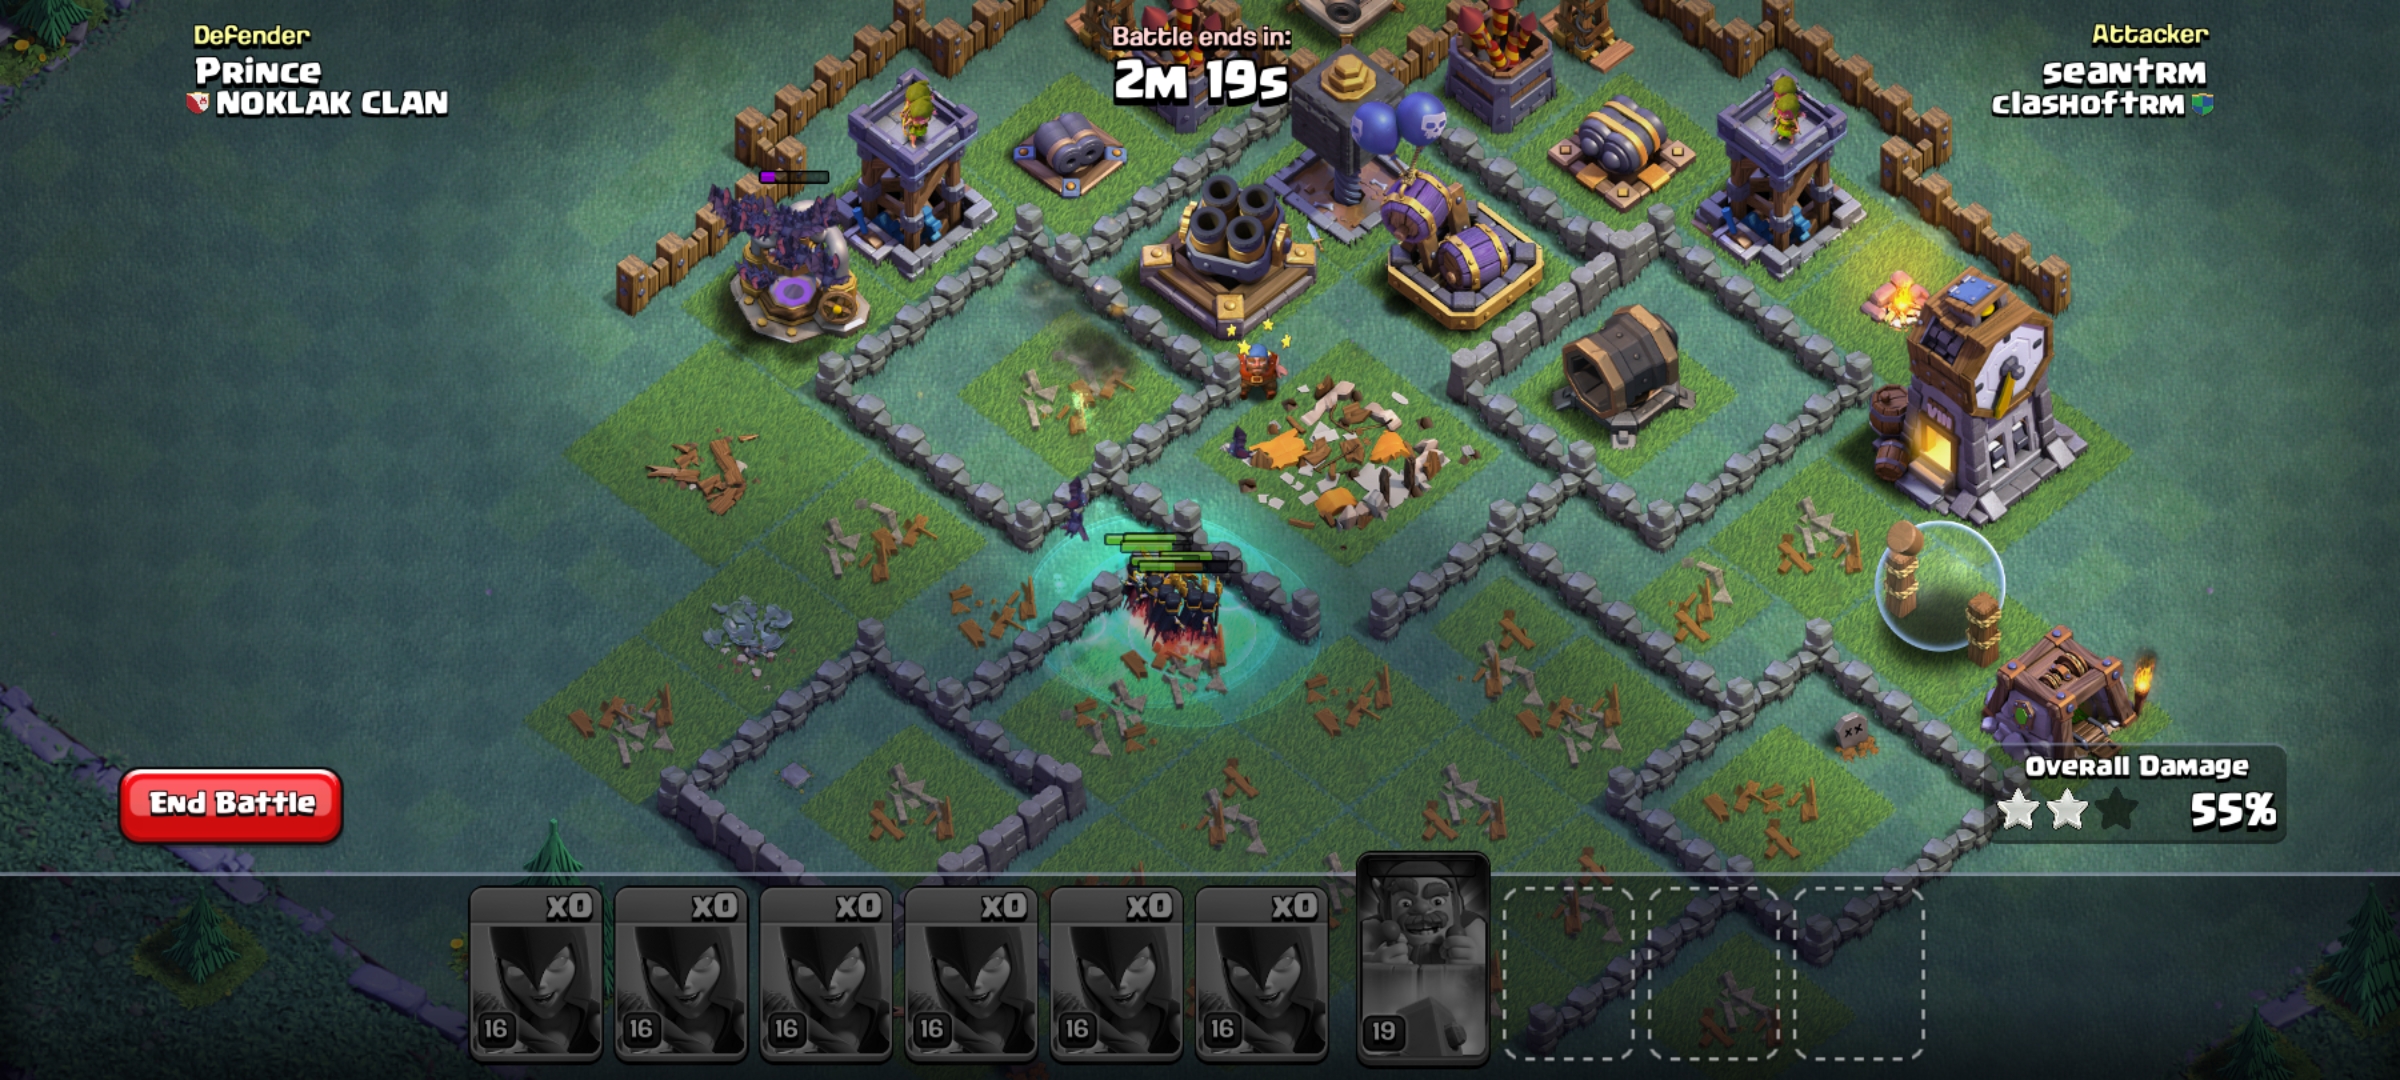 Defender
Prince
NOKLAK CLAN
Battle ends in:
2M 19s
Attacker
seantrm
clashoftrm
End Battle
Overall Damage
55%
x0
x0
x0
x0
x0
x0
16
16
16
16
16
16
19